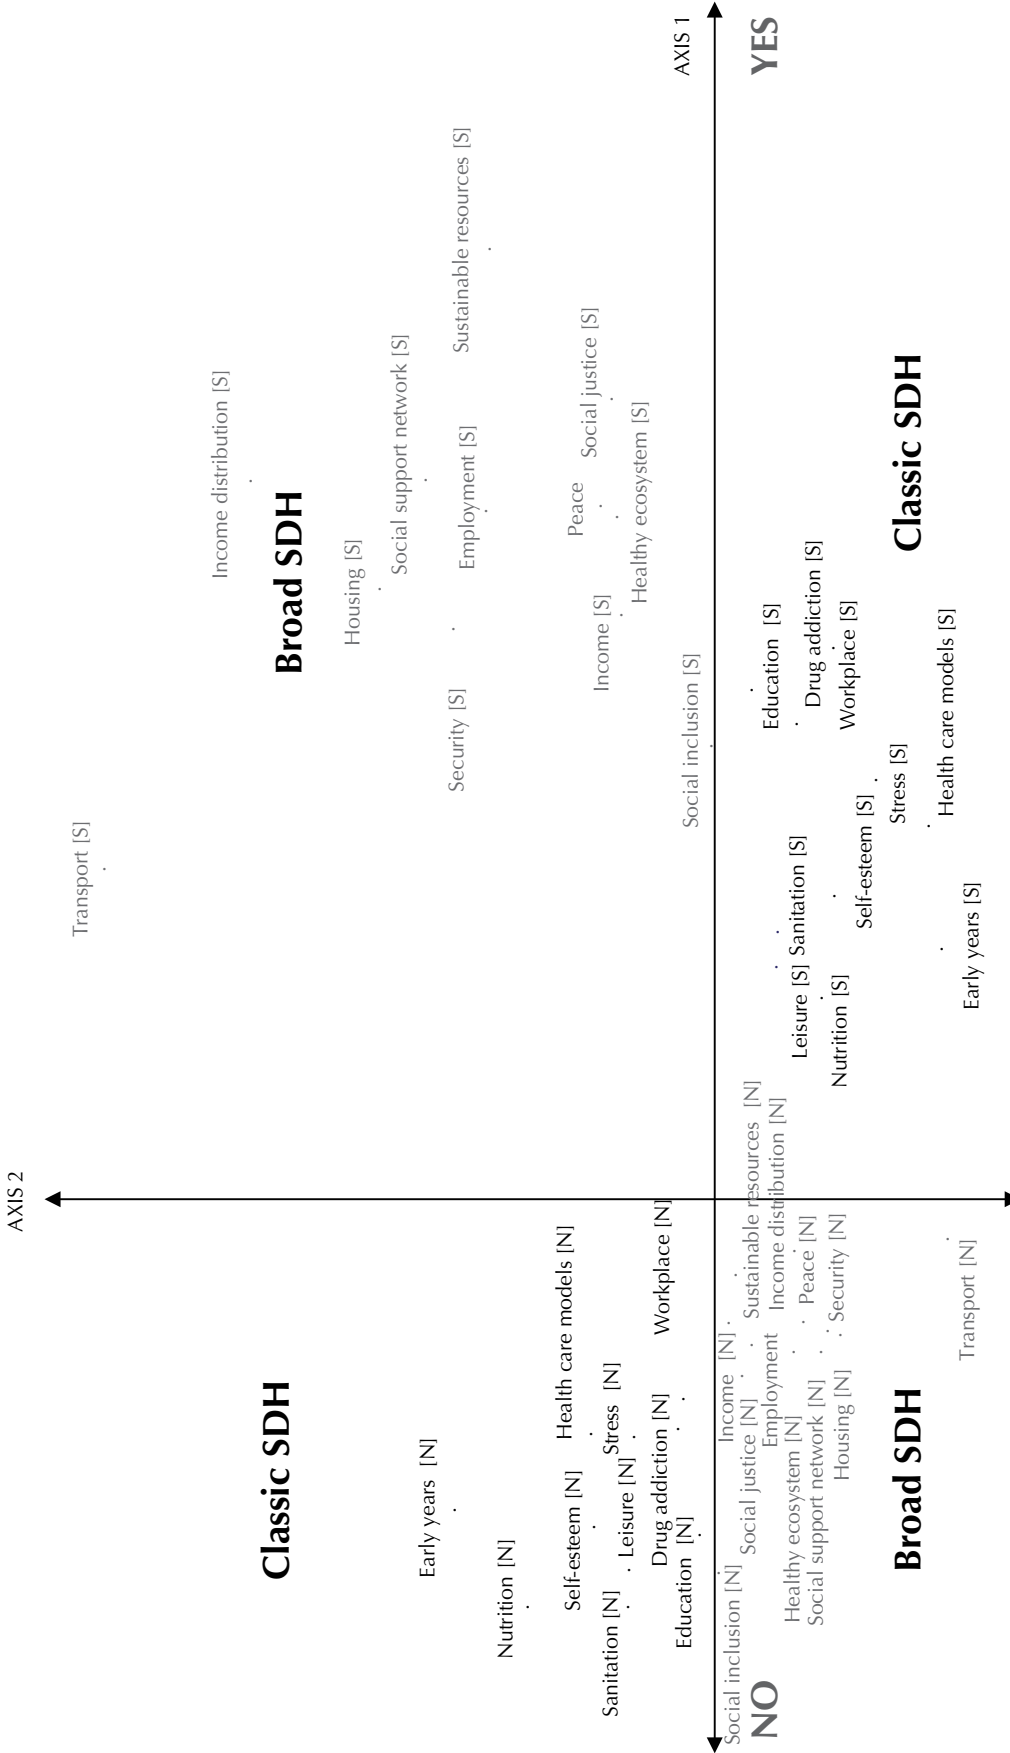 AXIS 2
Transport [S]
Income distribution [S]
Classic SDH
Broad SDH
Housing [S]
Social support network [S]
Early years [N]
Security [S]
Employment [S]
Sustainable resources [S]
Nutrition [N]
Health care models [N]
Self-esteem [N]
Peace
Social justice [S]
Income [S]
Stress [N]
Sanitation [N]
Leisure [N]
Healthy ecosystem [S]
Workplace [N]
Drug addiction [N]
Education [N]
Social inclusion [S]
AXIS 1
Income [N]
Social inclusion [N]
Social justice [N]
Sustainable resources [N]
NO
YES
Employment
Income distribution [N]
Education [S]
Healthy ecosystem [N]
Leisure [S]
Sanitation [S]
Peace [N]
Social support network [N]
Drug addiction [S]
Security [N]
Housing [N]
Nutrition [S]
Workplace [S]
Self-esteem [S]
Stress [S]
Broad SDH
Classic SDH
Health care models [S]
Transport [N]
Early years [S]